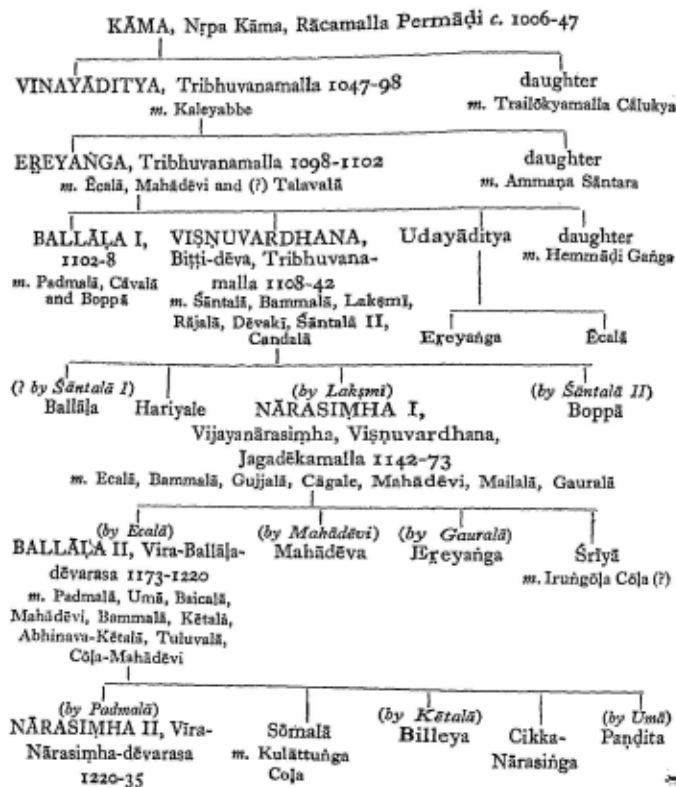 KĀMA, Nṛpa Kāma, Rācamalla Permāḍi c. 1006-47
VINAYĀDITYA, Tribhuvanamalla 1047-98
m. Kaleyabbe
daughter
m. Trailōkyamalla Cālukya
EṞEYAṄGA, Tribhuvanamalla 1098-1102
m. Ēcalā, Mahādēvi and (?) Talavalā
daughter
m. Ammaṇa Sāntara
BALLĀḶA I,
1102-8
m. Padmalā, Cāvalā
and Boppā
VIṢṆUVARDHANA,
Biṭṭi-dēva, Tribhuvana-
malla 1108-42
m. Śāntalā, Bammalā, Lakṣmī,
Rājalā, Dēvakī, Śāntalā II,
Candalā
Udayāditya
daughter
m. Hemmāḍi Gaṅga
Eṟeyaṅga
Ēcalā
(? by Śāntalā I)
Ballāḷa
Hariyale
(by Lakṣmī)
NĀRASIṂHA I,
Vijayanārasiṃha, Viṣṇuvardhana,
Jagadēkamalla 1142-73
m. Ecalā, Bammalā, Gujjalā, Cāgale, Mahādēvi, Mailalā, Gauralā
(by Śāntalā II)
Boppā
(by Ecalā)
BALLĀḶA II, Vīra-Ballāḷa-
dēvarasa 1173-1220
m. Padmalā, Umā, Baicalā,
Mahādēvi, Bammalā, Kētalā,
Abhinava-Kētalā, Tuluvalā,
Cōḷa-Mahādēvi
(by Mahādēvi)
Mahādēva
(by Gauralā)
Eṟeyaṅga
Śrīyā
m. Iruṅgōḷa Cōḷa (?)
(by Padmalā)
NĀRASIṂHA II, Vīra-
Nārasiṃha-dēvarasa
1220-35
Sōmalā
m. Kulāttuṅga
Coḷa
(by Kētalā)
Billeya
Cikka-
Nārasiṅga
(by Umā)
Paṇḍita